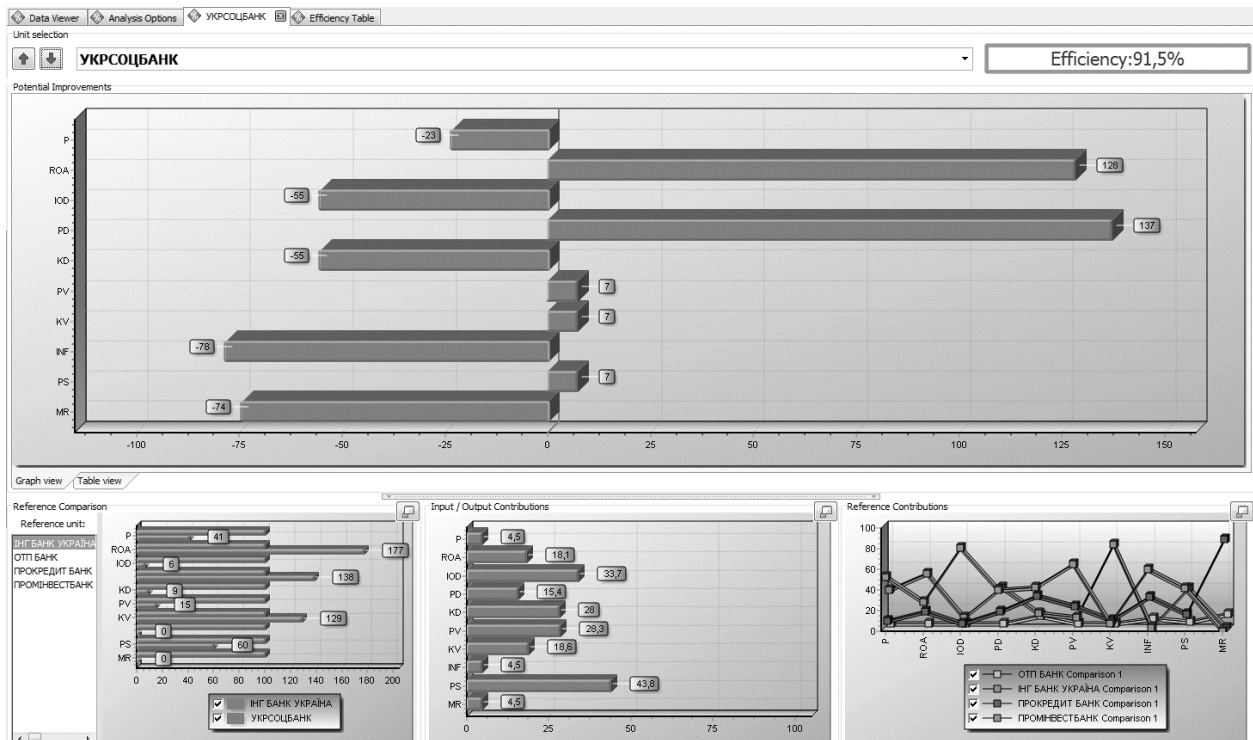 Data Viewer Analysis Options УКРСОЦБАНК Efficiency Table
Unit selection
УКРСОЦБАНК
Efficiency:91,5%
Potential Improvements
P -23
ROA 128
IOD -55
PD 137
KD -55
PV 7
KV 7
INF -78
PS 7
MR -74
-100 -75 -50 -25 0 25 50 75 100 125 150
Graph view Table view
Reference Comparison
Reference unit:
ІНГ БАНК УКРАЇНА
ОТП БАНК
ПРОКРЕДИТ БАНК
ПРОМІНВЕСТБАНК
P 41
ROA 177
IOD 6
138
KD 9
PV 15
KV 129
0
PS 60
MR 0
0 20 40 60 80 100 120 140 160 180 200
ІНГ БАНК УКРАЇНА
УКРСОЦБАНК
Input / Output Contributions
P 4,5
ROA 18,1
IOD 33,7
PD 15,4
KD 28
PV 28,3
KV 18,6
INF 4,5
PS 43,8
MR 4,5
0 25 50 75 100
Reference Contributions
100
80
60
40
20
0
P ROA IOD PD KD PV KV INF PS MR
ОТП БАНК Comparison 1
ІНГ БАНК УКРАЇНА Comparison 1
ПРОКРЕДИТ БАНК Comparison 1
ПРОМІНВЕСТБАНК Comparison 1